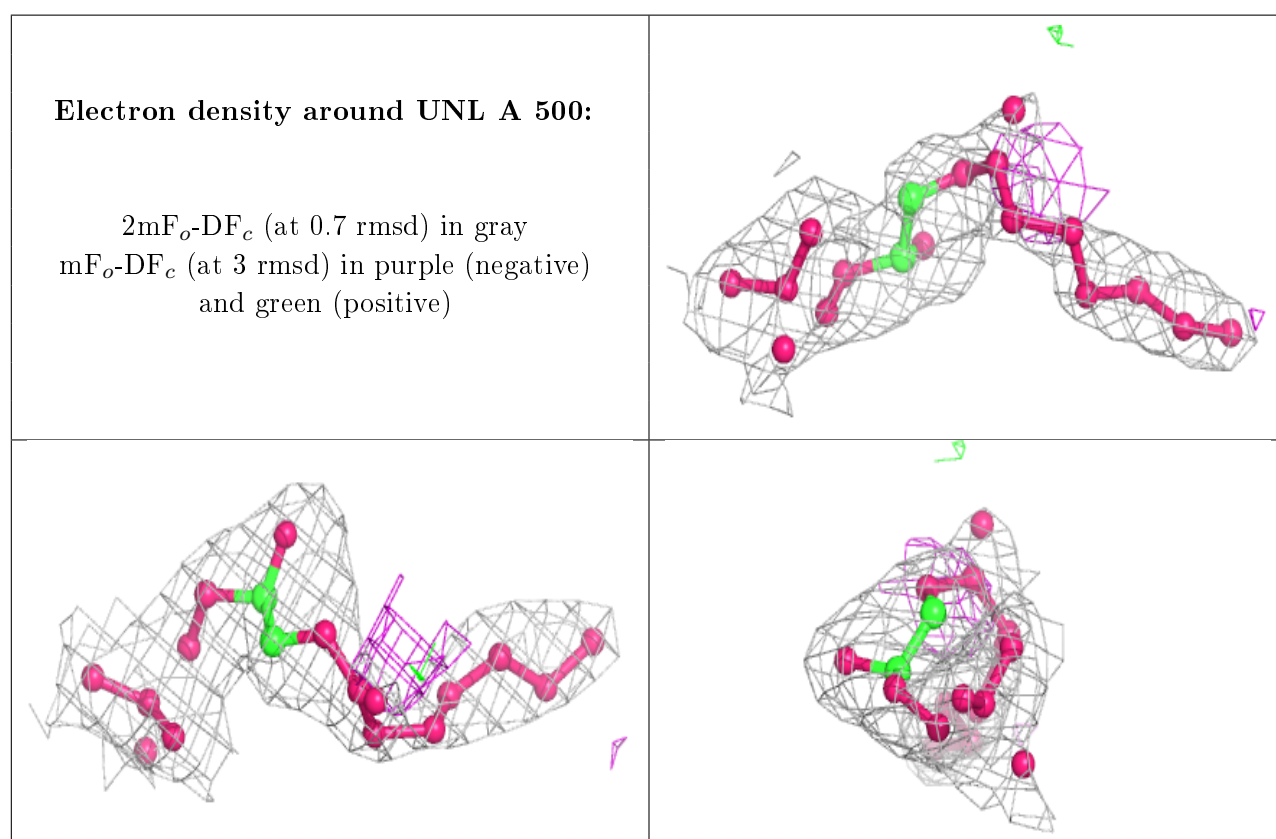 Electron density around UNL A 500:
2mFo-DFc (at 0.7 rmsd) in gray
mFo-DFc (at 3 rmsd) in purple (negative)
and green (positive)